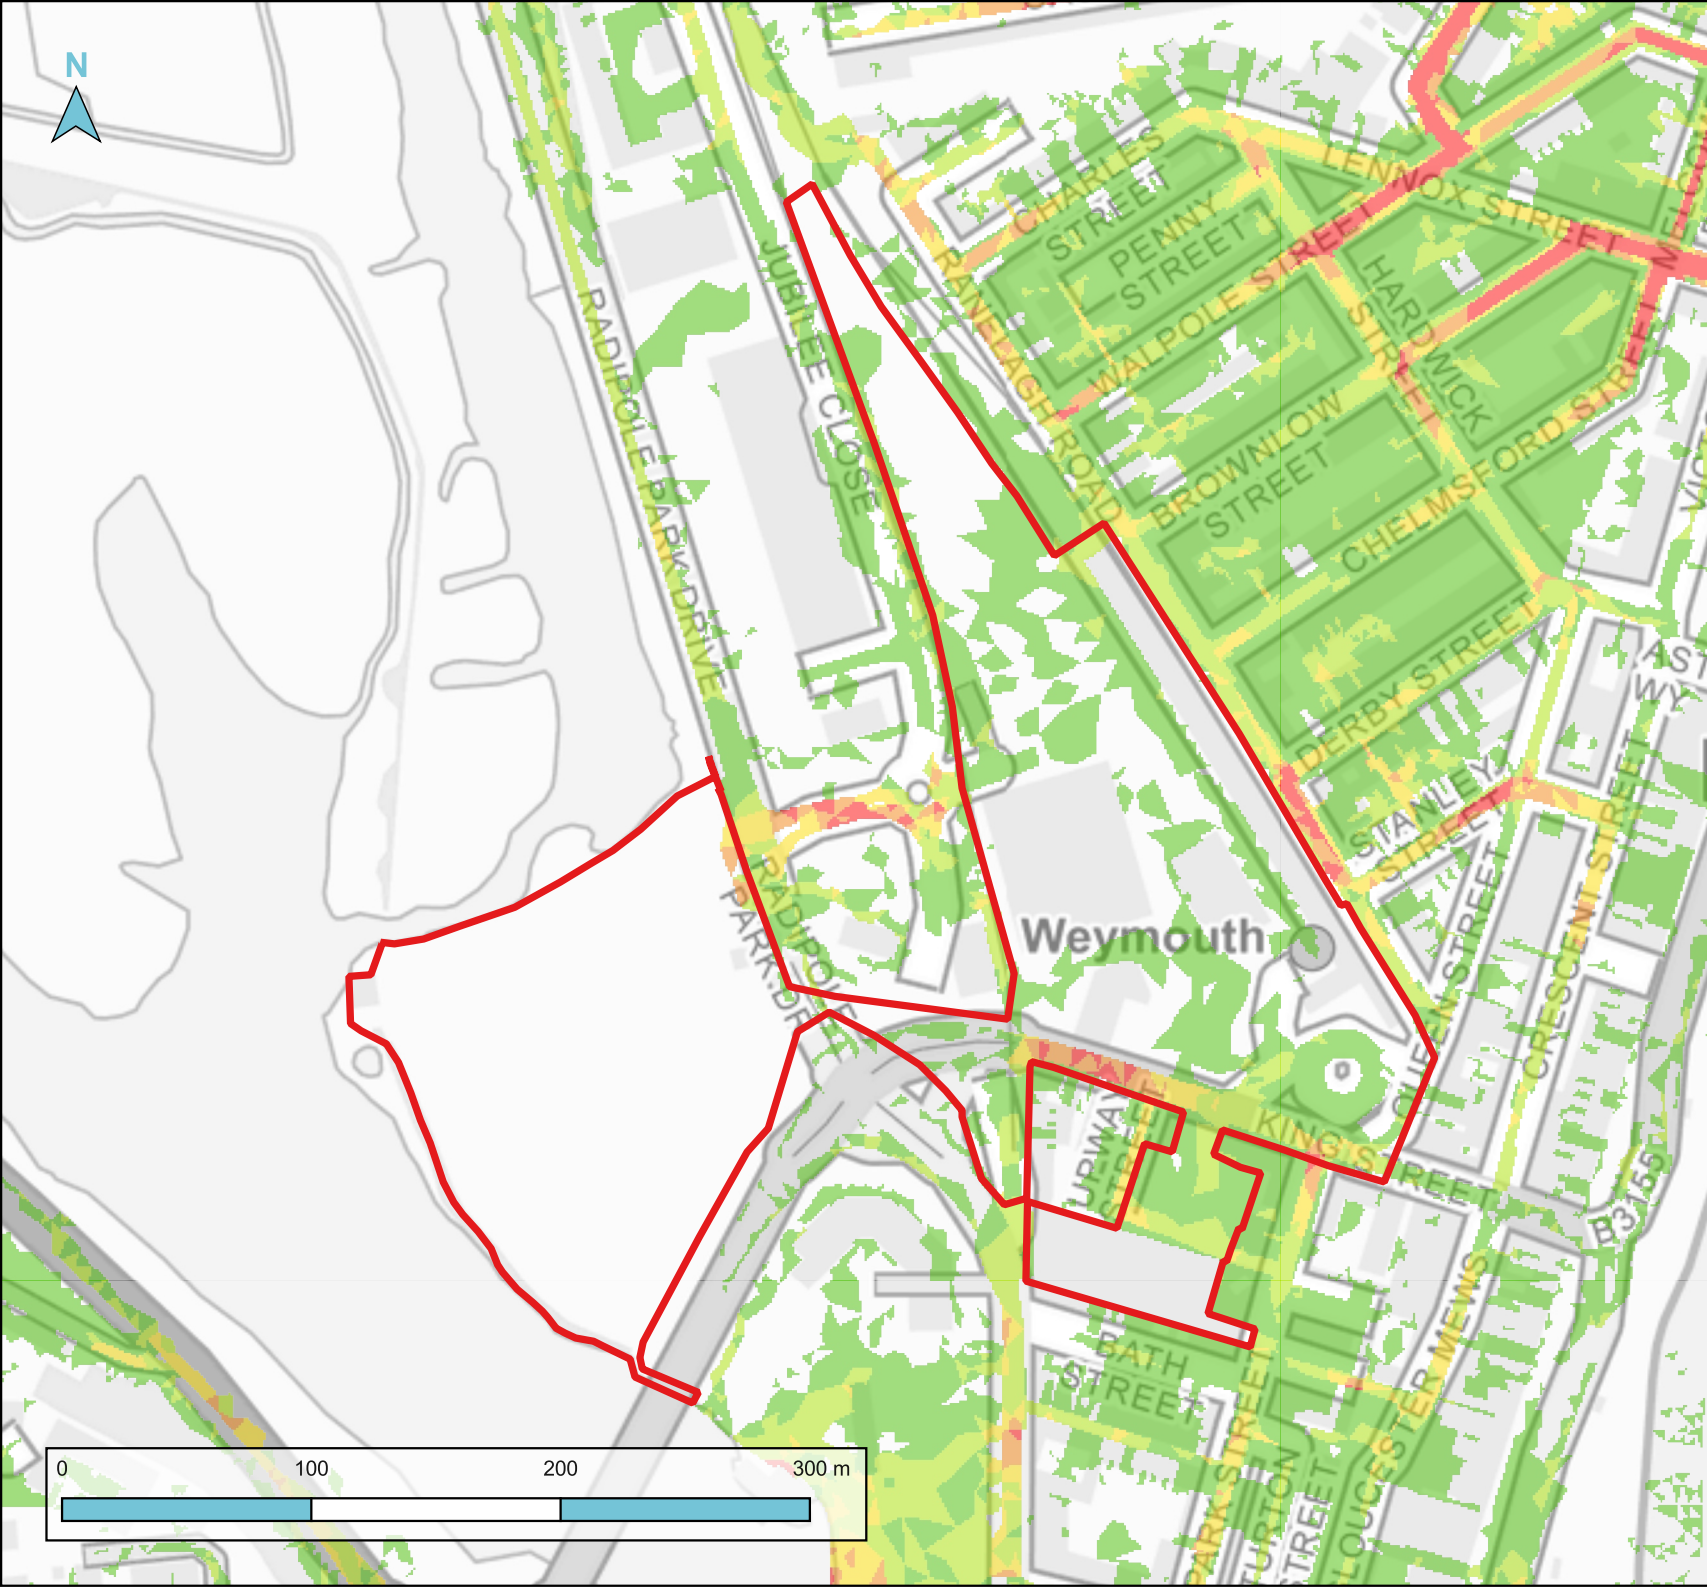 N
CHARLES
STREET
PENNY
STREET
LENNOX STREET
WALPOLE STREET
HARDWICK
STREET
JUBILEE CLOSE
RANELAGH ROAD
RADIPOLE PARK DRIVE
BROWNLOW
STREET
CHELMSFORD STREET
DERBY STREET
STANLEY
STREET
AST
WY
VIC
QUEEN STREET
CRESCENT STREET
RADIPOLE
PARK DR
Weymouth
UPWAY
STREET
KING STREET
B3155
BATH
STREET
PARK STREET
TURTON
STREET
GLOUCESTER MEWS
0
100
200
300 m